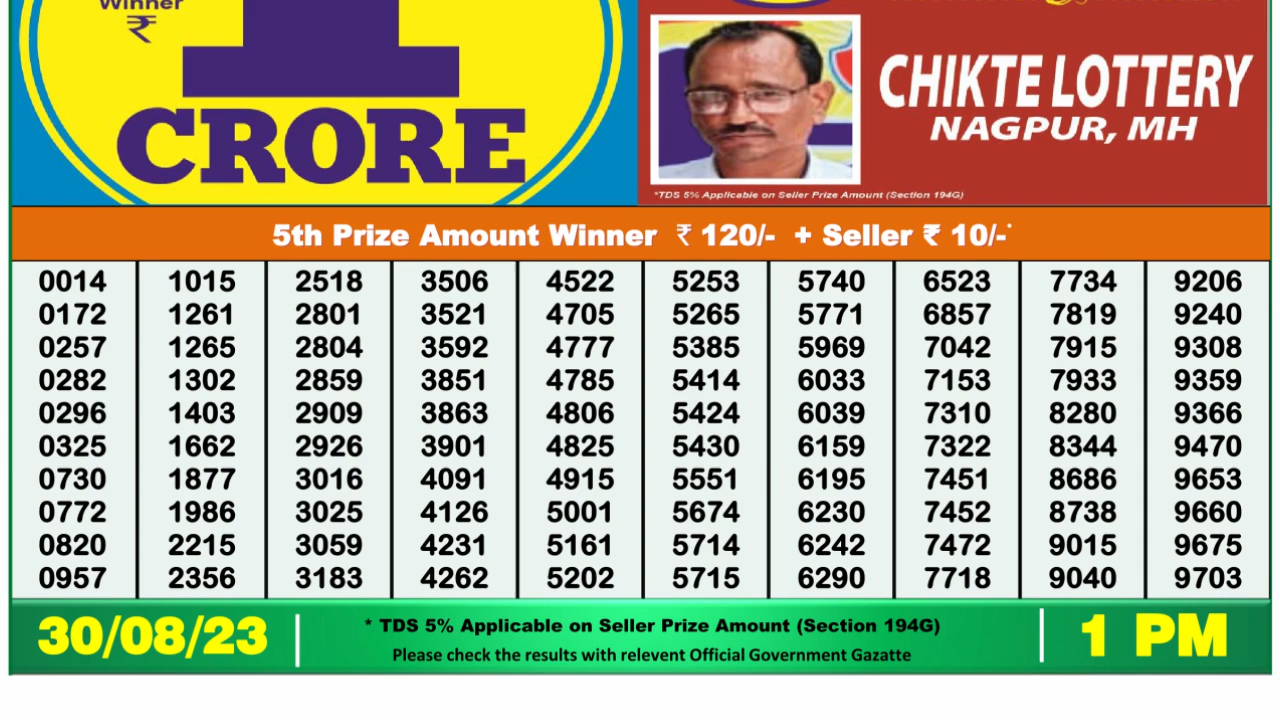 Winner
₹
1
CRORE
CHIKTE LOTTERY
NAGPUR, MH
*TDS 5% Applicable on Seller Prize Amount (Section 194G)
5th Prize Amount Winner ₹ 120/- + Seller ₹ 10/-*
0014 1015 2518 3506 4522 5253 5740 6523 7734 9206
0172 1261 2801 3521 4705 5265 5771 6857 7819 9240
0257 1265 2804 3592 4777 5385 5969 7042 7915 9308
0282 1302 2859 3851 4785 5414 6033 7153 7933 9359
0296 1403 2909 3863 4806 5424 6039 7310 8280 9366
0325 1662 2926 3901 4825 5430 6159 7322 8344 9470
0730 1877 3016 4091 4915 5551 6195 7451 8686 9653
0772 1986 3025 4126 5001 5674 6230 7452 8738 9660
0820 2215 3059 4231 5161 5714 6242 7472 9015 9675
0957 2356 3183 4262 5202 5715 6290 7718 9040 9703
30/08/23
* TDS 5% Applicable on Seller Prize Amount (Section 194G)
Please check the results with relevent Official Government Gazatte
1 PM